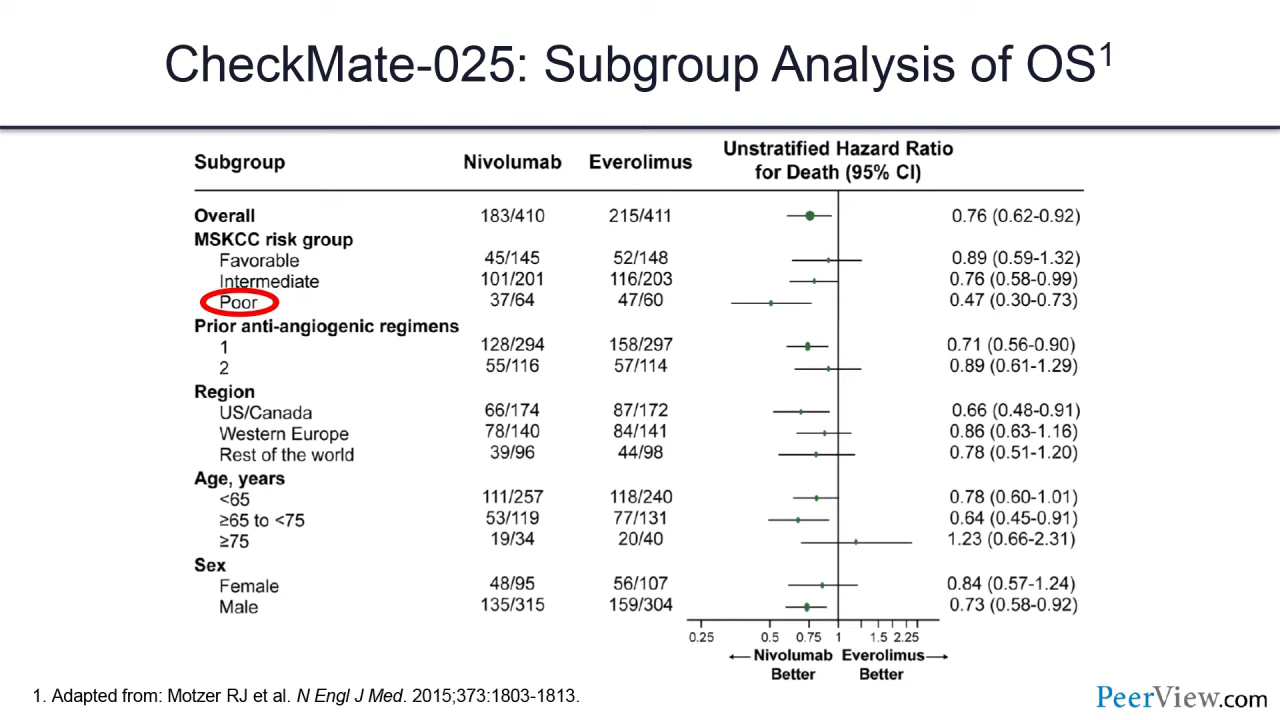 CheckMate-025: Subgroup Analysis of OS1
Subgroup Nivolumab Everolimus Unstratified Hazard Ratio for Death (95% CI)
Overall 183/410 215/411 0.76 (0.62-0.92)
MSKCC risk group
Favorable 45/145 52/148 0.89 (0.59-1.32)
Intermediate 101/201 116/203 0.76 (0.58-0.99)
Poor 37/64 47/60 0.47 (0.30-0.73)
Prior anti-angiogenic regimens
1 128/294 158/297 0.71 (0.56-0.90)
2 55/116 57/114 0.89 (0.61-1.29)
Region
US/Canada 66/174 87/172 0.66 (0.48-0.91)
Western Europe 78/140 84/141 0.86 (0.63-1.16)
Rest of the world 39/96 44/98 0.78 (0.51-1.20)
Age, years
<65 111/257 118/240 0.78 (0.60-1.01)
≥65 to <75 53/119 77/131 0.64 (0.45-0.91)
≥75 19/34 20/40 1.23 (0.66-2.31)
Sex
Female 48/95 56/107 0.84 (0.57-1.24)
Male 135/315 159/304 0.73 (0.58-0.92)
0.25 0.5 0.75 1 1.5 2.25
Nivolumab Everolimus
Better Better
1. Adapted from: Motzer RJ et al. N Engl J Med. 2015;373:1803-1813.
PeerView.com